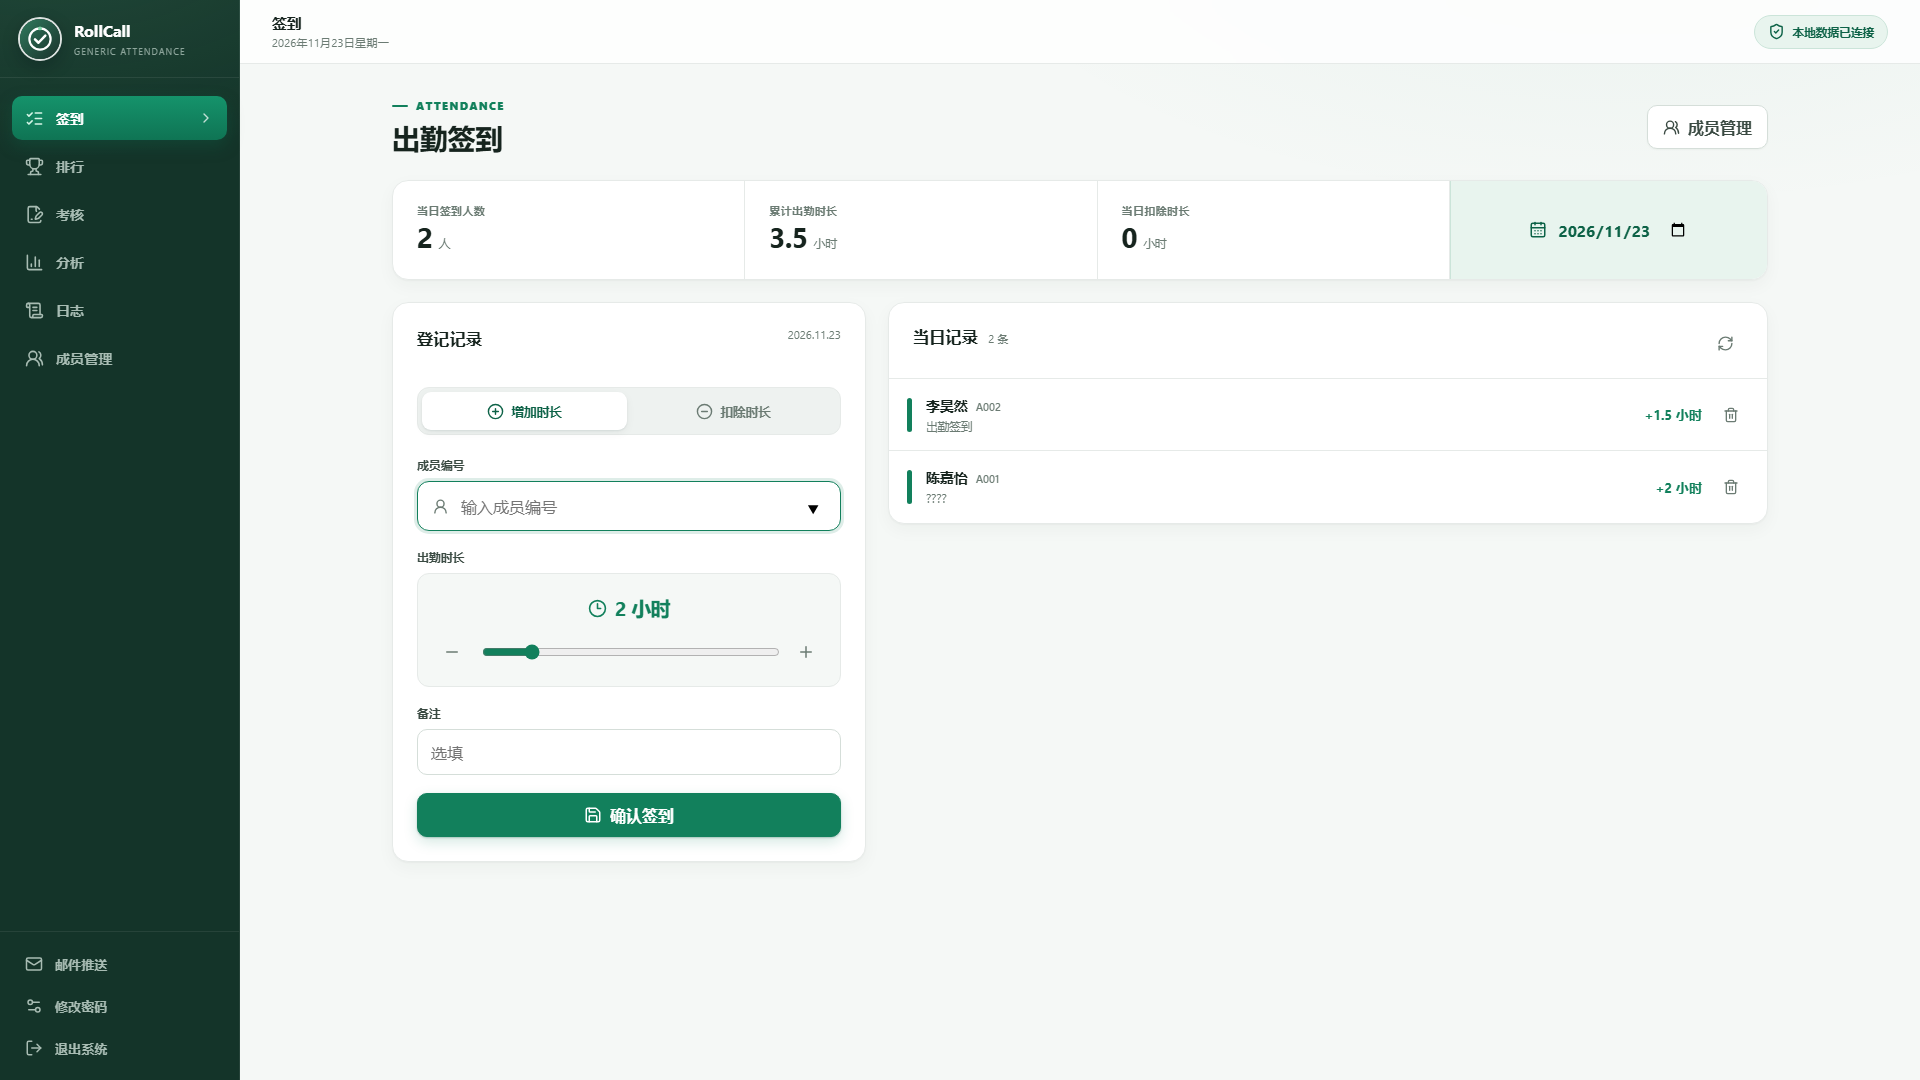 RollCall
GENERIC ATTENDANCE
签到
排行
考核
分析
日志
成员管理
邮件推送
修改密码
退出系统
签到
2026年11月23日星期一
本地数据已连接
ATTENDANCE
出勤签到
成员管理
当日签到人数
2 人
累计出勤时长
3.5 小时
当日扣除时长
0 小时
2026/11/23
登记记录
2026.11.23
增加时长
扣除时长
成员编号
输入成员编号
出勤时长
2 小时
备注
选填
确认签到
当日记录 2 条
李昊然 A002
出勤签到
+1.5 小时
陈嘉怡 A001
????
+2 小时